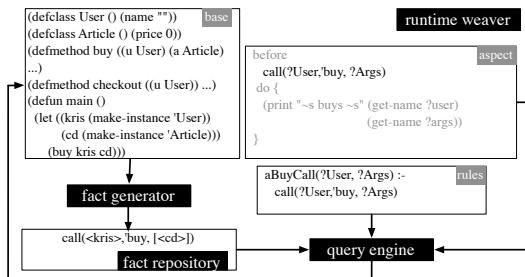 (defclass User () (name ""))
base
(defclass Article () (price 0))
(defmethod buy ((u User) (a Article)
...)
(defmethod checkout ((u User)) ...)
(defun main ()
(let ((kris (make-instance 'User))
(cd (make-instance 'Article)))
(buy kris cd)))
runtime weaver
before
aspect
call(?User,'buy, ?Args)
do {
(print "~s buys ~s" (get-name ?user)
(get-name ?args))
}
fact generator
aBuyCall(?User, ?Args) :-
rules
call(?User,'buy, ?Args)
call(<kris>,'buy, [<cd>])
fact repository
query engine